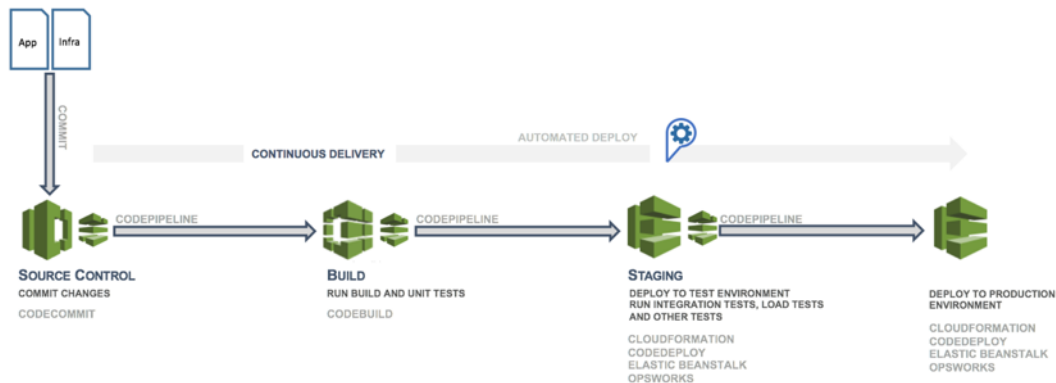 App
Infra
COMMIT
AUTOMATED DEPLOY
CONTINUOUS DELIVERY
CODEPIPELINE
CODEPIPELINE
CODEPIPELINE
SOURCE CONTROL
COMMIT CHANGES
CODECOMMIT
BUILD
RUN BUILD AND UNIT TESTS
CODEBUILD
STAGING
DEPLOY TO TEST ENVIRONMENT
RUN INTEGRATION TESTS, LOAD TESTS
AND OTHER TESTS
CLOUDFORMATION
CODEDEPLOY
ELASTIC BEANSTALK
OPSWORKS
DEPLOY TO PRODUCTION
ENVIRONMENT
CLOUDFORMATION
CODEDEPLOY
ELASTIC BEANSTALK
OPSWORKS